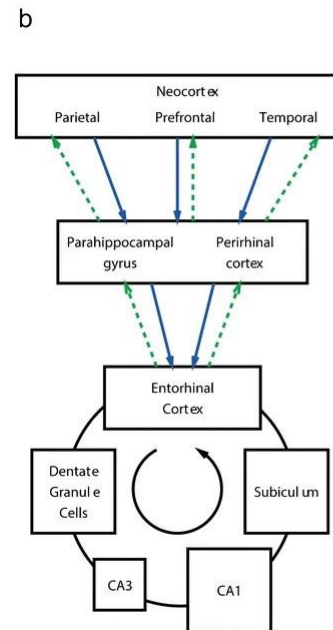 b
Neocortex
Parietal Prefrontal Temporal
Parahippocampal gyrus
Perirhinal cortex
Entorhinal
Cortex
Dentate
Granule
Cells
Subiculum
CA3
CA1